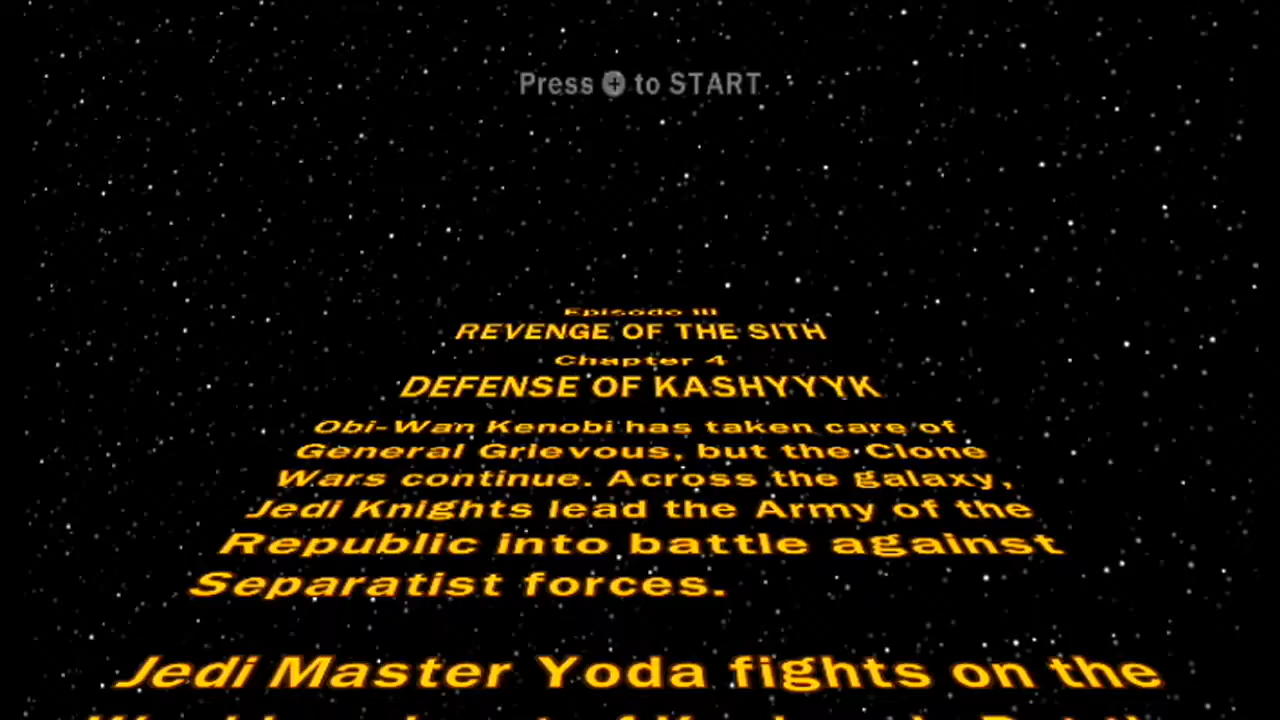 Press + to START
Episode III
REVENGE OF THE SITH
Chapter 4
DEFENSE OF KASHYYYK
Obi-Wan Kenobi has taken care of
General Grievous, but the Clone
Wars continue. Across the galaxy,
Jedi Knights lead the Army of the
Republic into battle against
Separatist forces.
Jedi Master Yoda fights on the